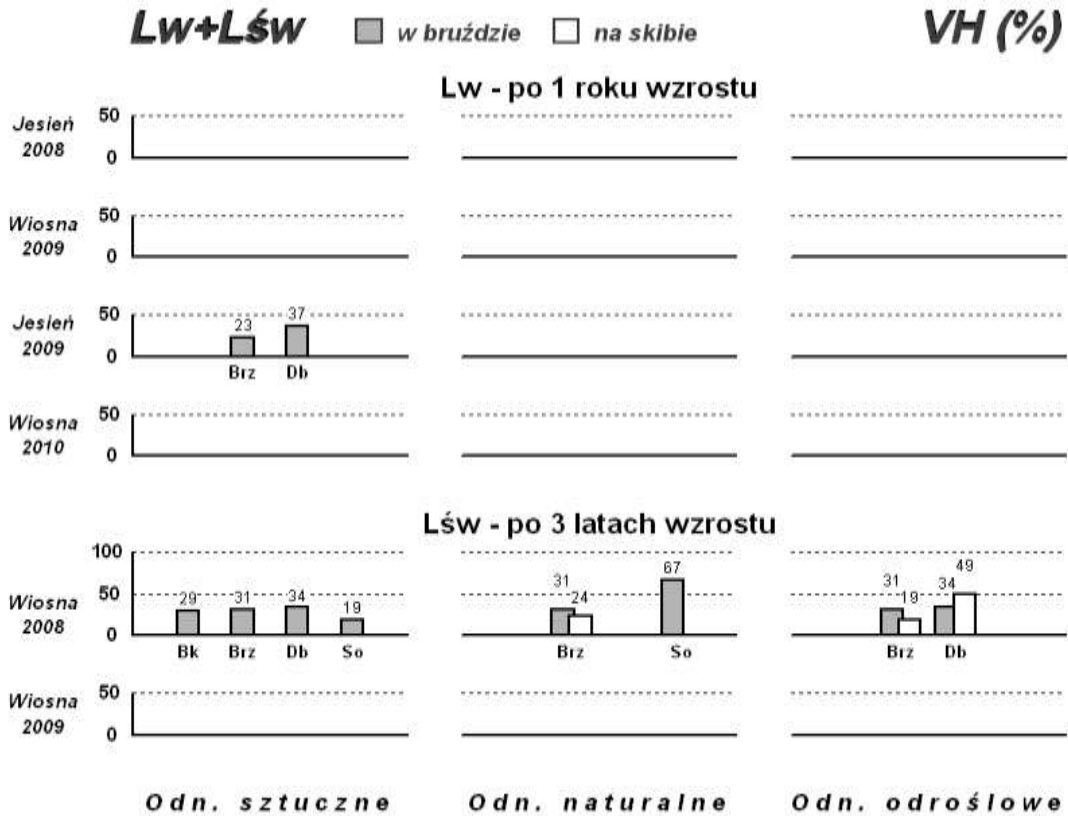 Lw+Lśw w bruździe na skibie VH (%)
Lw - po 1 roku wzrostu
Jesień 2008 50 0
Wiosna 2009 50 0
Jesień 2009 50 0 23 37
Brz Db
Wiosna 2010 50 0
Lśw - po 3 latach wzrostu
Wiosna 2008 100 50 0 29 31 34 19 31 24 67 31 19 34 49
Bk Brz Db So Brz So Brz Db
Wiosna 2009 50 0
Odn. sztuczne Odn. naturalne Odn. odroślowe